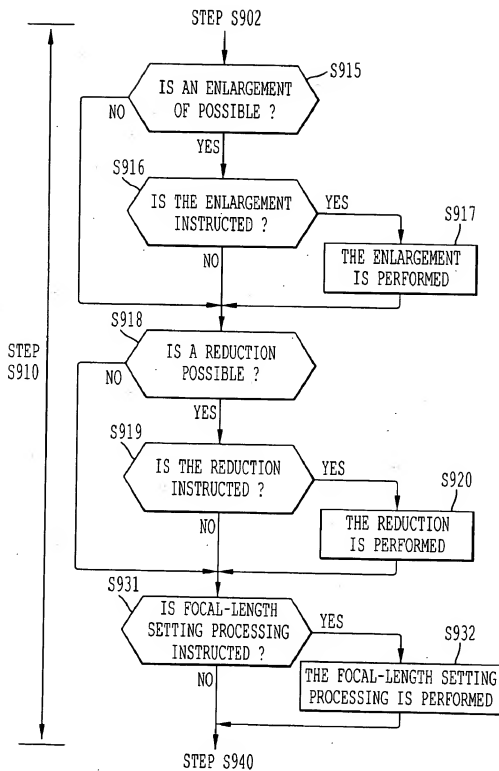 STEP S902
S915
IS AN ENLARGEMENT
OF POSSIBLE ?
NO
YES
S916
IS THE ENLARGEMENT
INSTRUCTED ?
YES
S917
THE ENLARGEMENT
IS PERFORMED
NO
S918
IS A REDUCTION
POSSIBLE ?
NO
STEP
S910
YES
S919
IS THE REDUCTION
INSTRUCTED ?
YES
S920
THE REDUCTION
IS PERFORMED
NO
S931
IS FOCAL-LENGTH
SETTING PROCESSING
INSTRUCTED ?
YES
S932
THE FOCAL-LENGTH SETTING
PROCESSING IS PERFORMED
NO
STEP S940